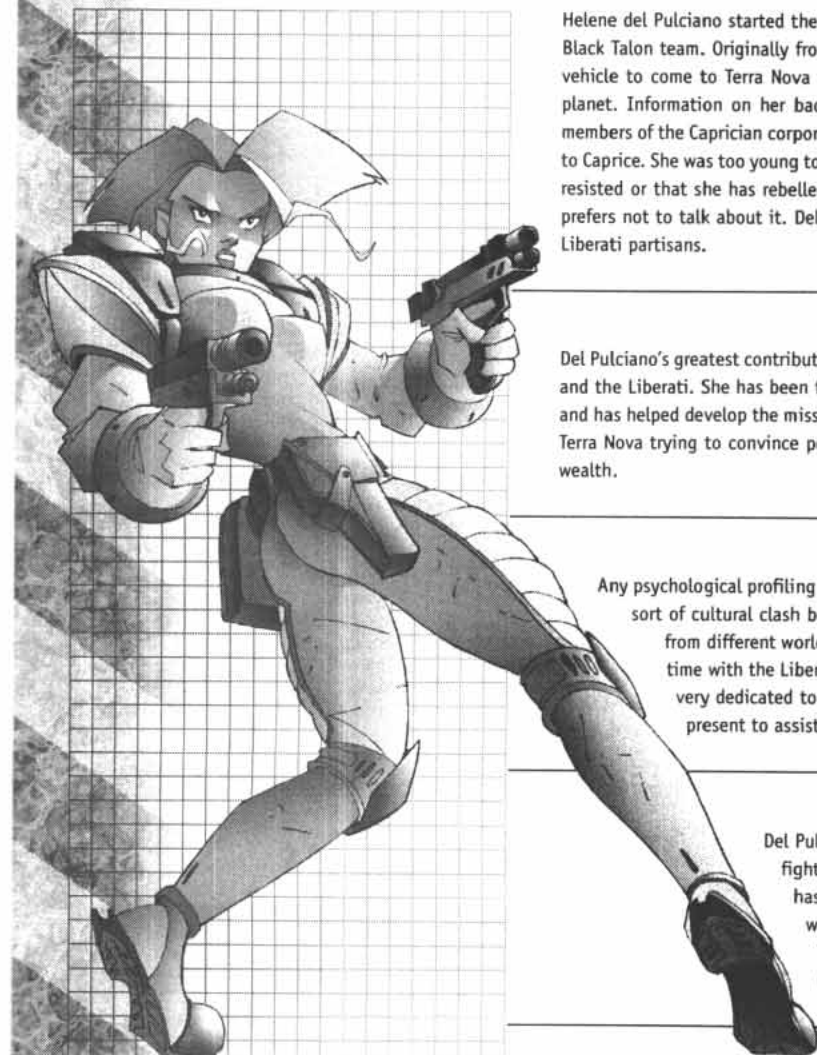 Helene del Pulciano started the
Black Talon team. Originally fro
vehicle to come to Terra Nova
planet. Information on her bac
members of the Caprician corpor
to Caprice. She was too young to
resisted or that she has rebelle
prefers not to talk about it. Del
Liberati partisans.
Del Pulciano's greatest contribut
and the Liberati. She has been
and has helped develop the miss
Terra Nova trying to convince pe
wealth.
Any psychological profiling
sort of cultural clash b
from different world
time with the Liber
very dedicated to
present to assist
Del Pul
fight
has
w